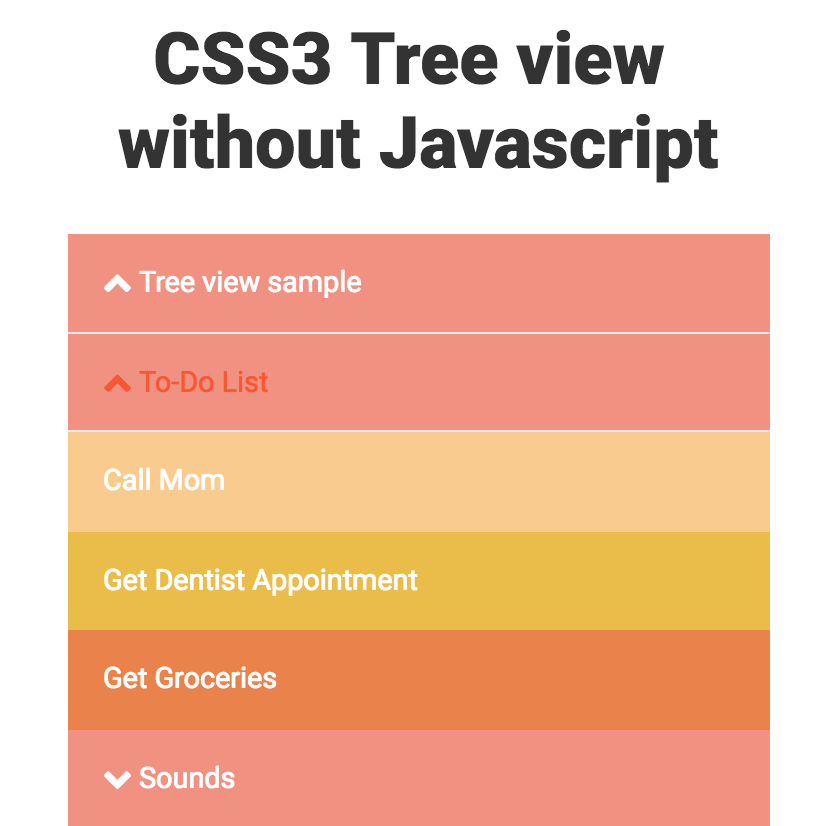 CSS3 Tree view
without Javascript
Tree view sample
To-Do List
Call Mom
Get Dentist Appointment
Get Groceries
Sounds